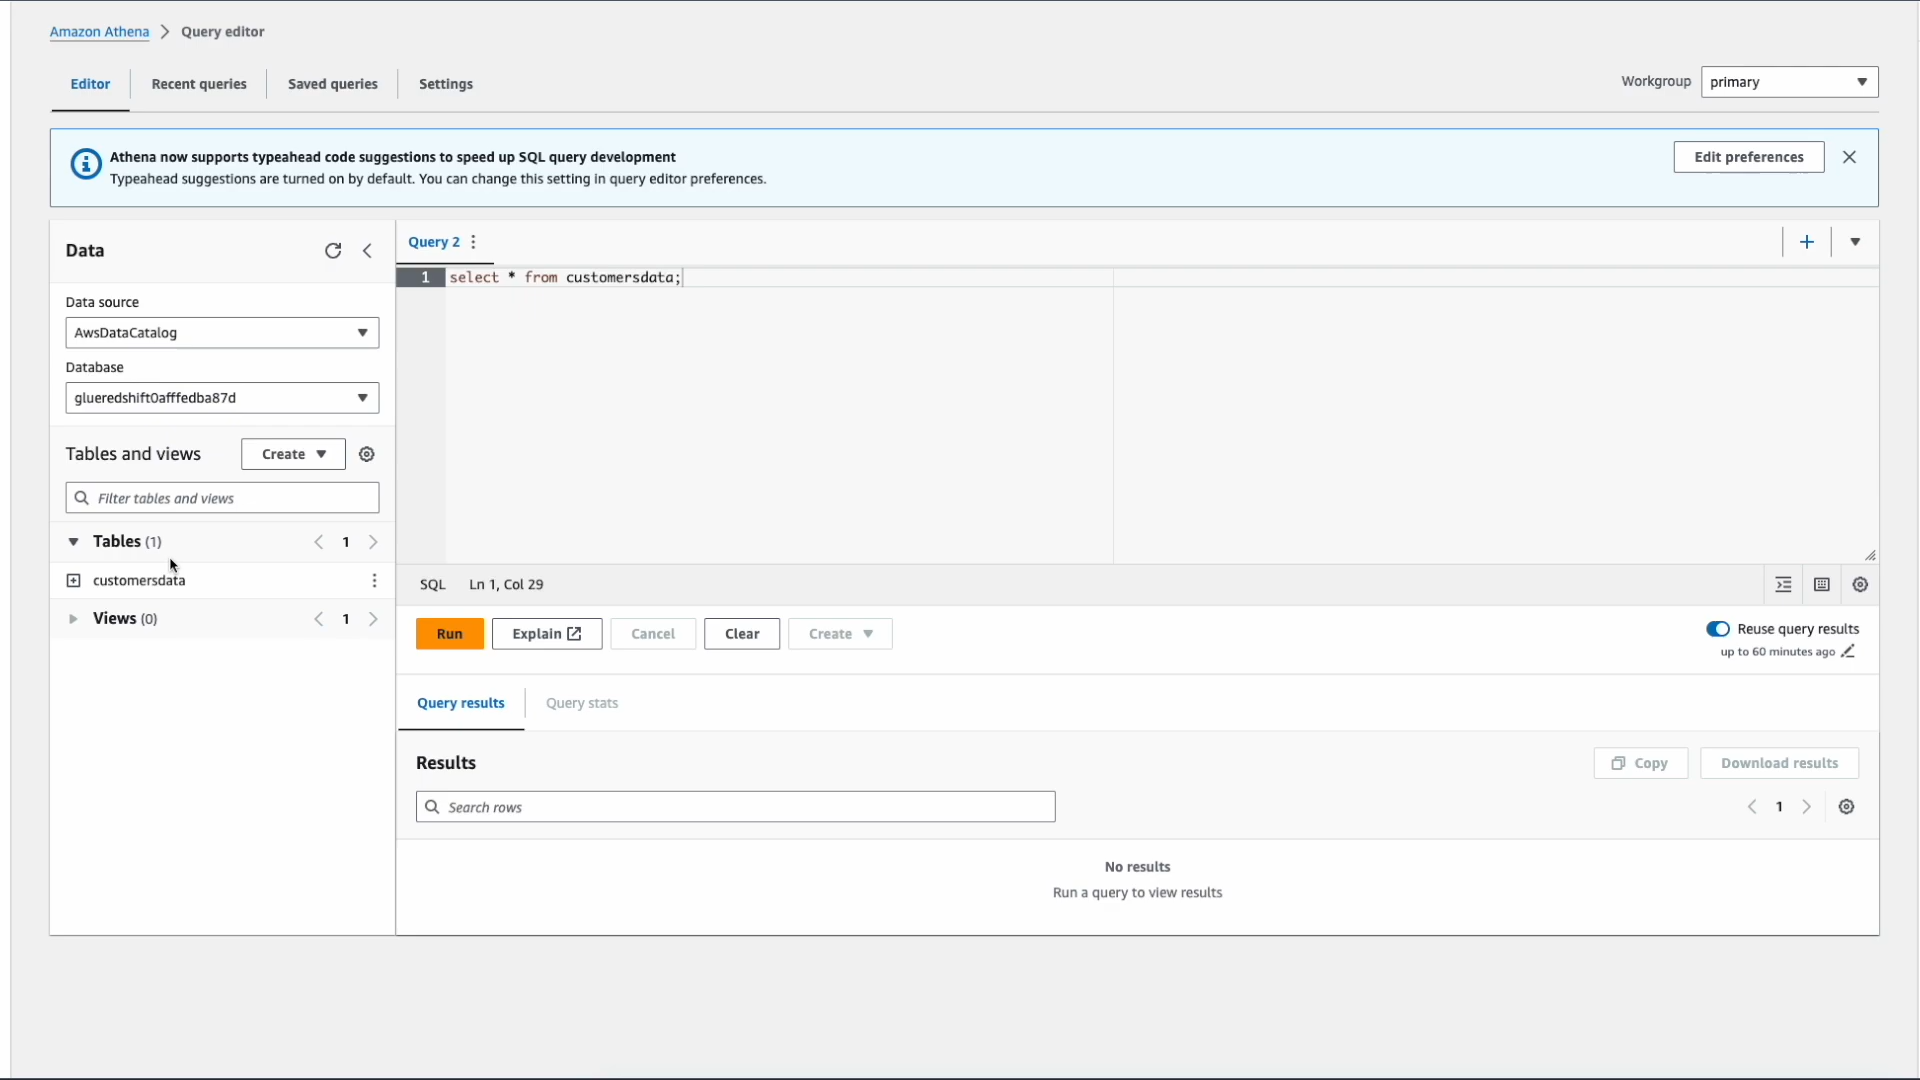 Amazon Athena > Query editor
Editor Recent queries Saved queries Settings
Workgroup primary
Athena now supports typeahead code suggestions to speed up SQL query development
Typeahead suggestions are turned on by default. You can change this setting in query editor preferences.
Edit preferences
Data
Data source
AwsDataCatalog
Database
glueredshift0afffedba87d
Tables and views Create
Filter tables and views
Tables (1) 1
customersdata
Views (0) 1
Query 2
1 select * from customersdata;
SQL Ln 1, Col 29
Run Explain Cancel Clear Create
Reuse query results
up to 60 minutes ago
Query results Query stats
Results
Copy Download results
Search rows
1
No results
Run a query to view results